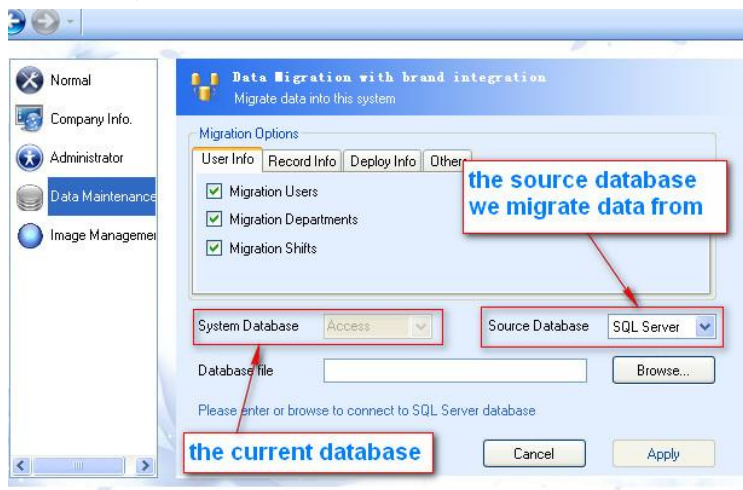 Normal
Company Info.
Administrator
Data Maintenance
Image Managemer
Data Migration with brand integration
Migrate data into this system
Migration Options
User Info Record Info Deploy Info Others
Migration Users
Migration Departments
Migration Shifts
the source database
we migrate data from
System Database Access Source Database SQL Server
Database file Browse...
Please enter or browse to connect to SQL Server database
the current database
Cancel Apply